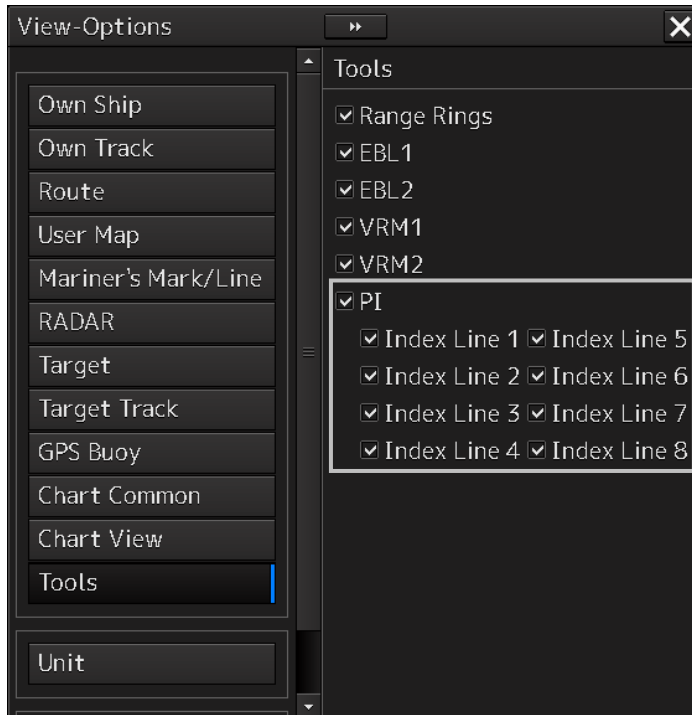 View-Options
Own Ship
Own Track
Route
User Map
Mariner's Mark/Line
RADAR
Target
Target Track
GPS Buoy
Chart Common
Chart View
Tools
Unit
Tools
Range Rings
EBL1
EBL2
VRM1
VRM2
PI
Index Line 1 Index Line 5
Index Line 2 Index Line 6
Index Line 3 Index Line 7
Index Line 4 Index Line 8